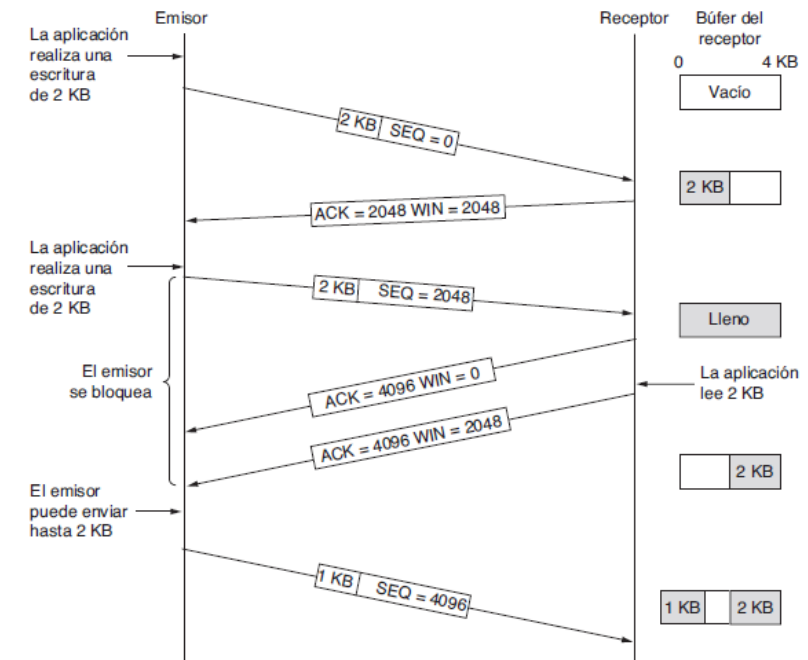 Emisor
Receptor
Búfer del
receptor
La aplicación
realiza una
escritura
de 2 KB
0
4 KB
Vacío
2 KB
SEQ = 0
2 KB
ACK = 2048 WIN = 2048
La aplicación
realiza una
escritura
de 2 KB
2 KB
SEQ = 2048
Lleno
El emisor
se bloquea
ACK = 4096 WIN = 0
La aplicación
lee 2 KB
ACK = 4096 WIN = 2048
2 KB
El emisor
puede enviar
hasta 2 KB
1 KB
SEQ = 4096
1 KB
2 KB